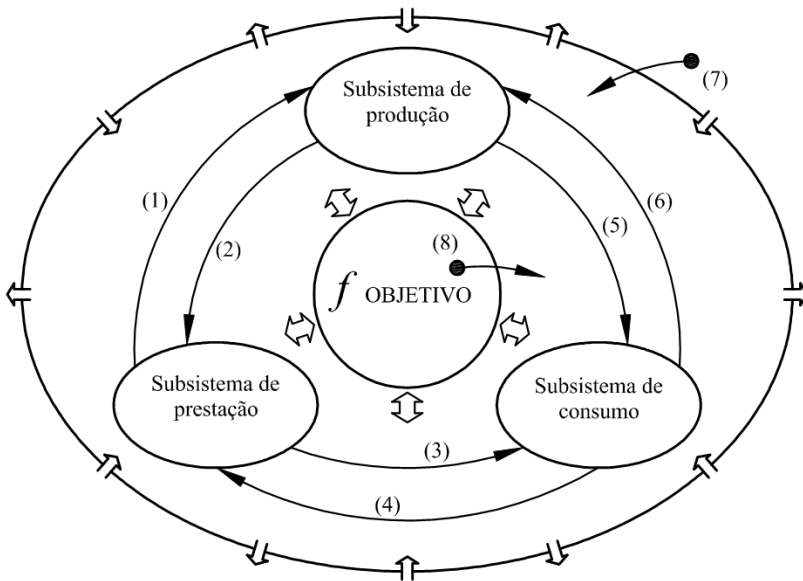 Subsistema de
produção
(7)
(1)
(6)
(2)
(5)
(8)
f OBJETIVO
Subsistema de
prestação
Subsistema de
consumo
(3)
(4)